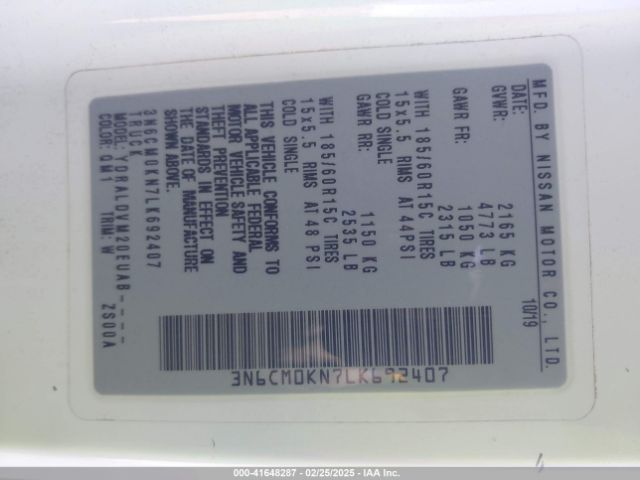 MFD. BY NISSAN MOTOR CO., LTD.
DATE: 10/19
GVWR: 2165 KG
4773 LB
GAWR FR: 1050 KG
2315 LB
WITH 185/60R15C TIRES
15x5.5 RIMS AT 44PSI
COLD SINGLE
GAWR RR: 1150 KG
2535 LB
WITH 185/60R15C TIRES
15x5.5 RIMS AT 48 PSI
COLD SINGLE
THIS VEHICLE CONFORMS TO
ALL APPLICABLE FEDERAL
MOTOR VEHICLE SAFETY AND
THEFT PREVENTION
STANDARDS IN EFFECT ON
THE DATE OF MANUFACTURE
SHOWN ABOVE.
3N6CM0KN7LK692407
TRUCK
MODEL: YDRALQVM20EUAB----
COLOR: QM1 TRIM: W ZS00A
3N6CM0KN7LK692407
000-41648287 - 02/25/2025 - IAA Inc.